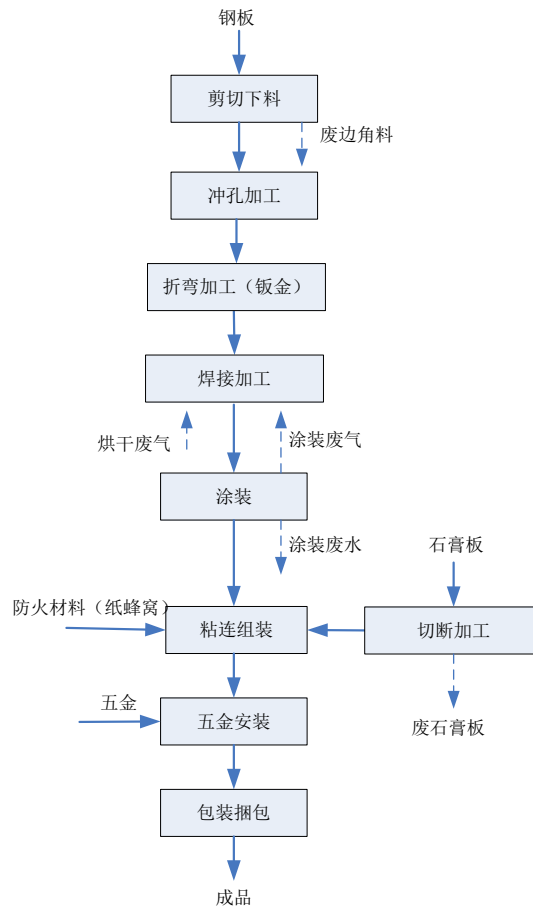 钢板
剪切下料
废边角料
冲孔加工
折弯加工（钣金）
焊接加工
烘干废气
涂装废气
涂装
涂装废水
石膏板
防火材料（纸蜂窝）
粘连组装
切断加工
五金
五金安装
废石膏板
包装捆包
成品